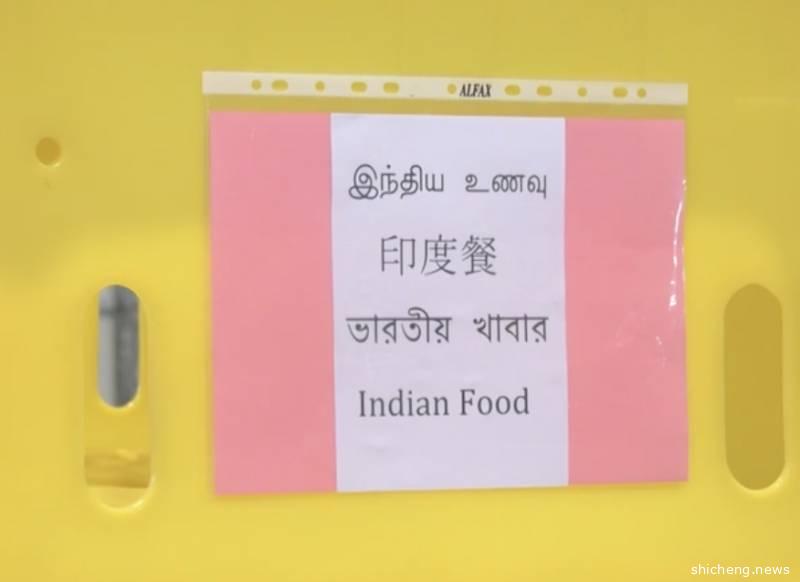 ALFAX
இந்திய உணவு
印度餐
ভারতীয় খাবার
Indian Food
shicheng.news